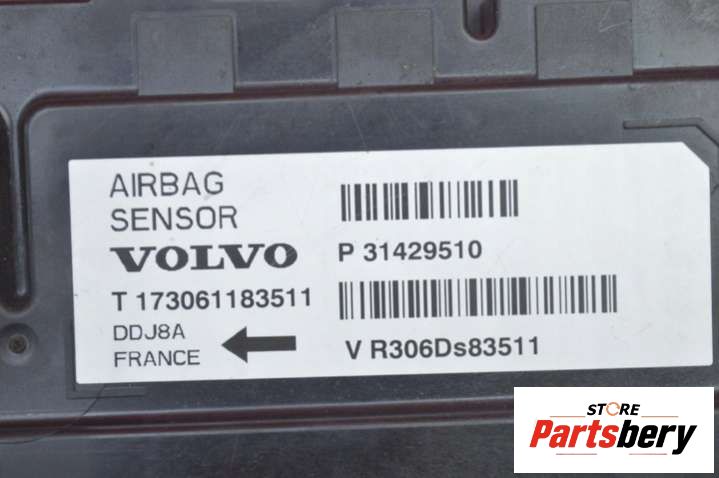 AIRBAG
SENSOR
VOLVO
T 173061183511
DDJ8A
FRANCE
P 31429510
V R306Ds83511
STORE
Partsbery